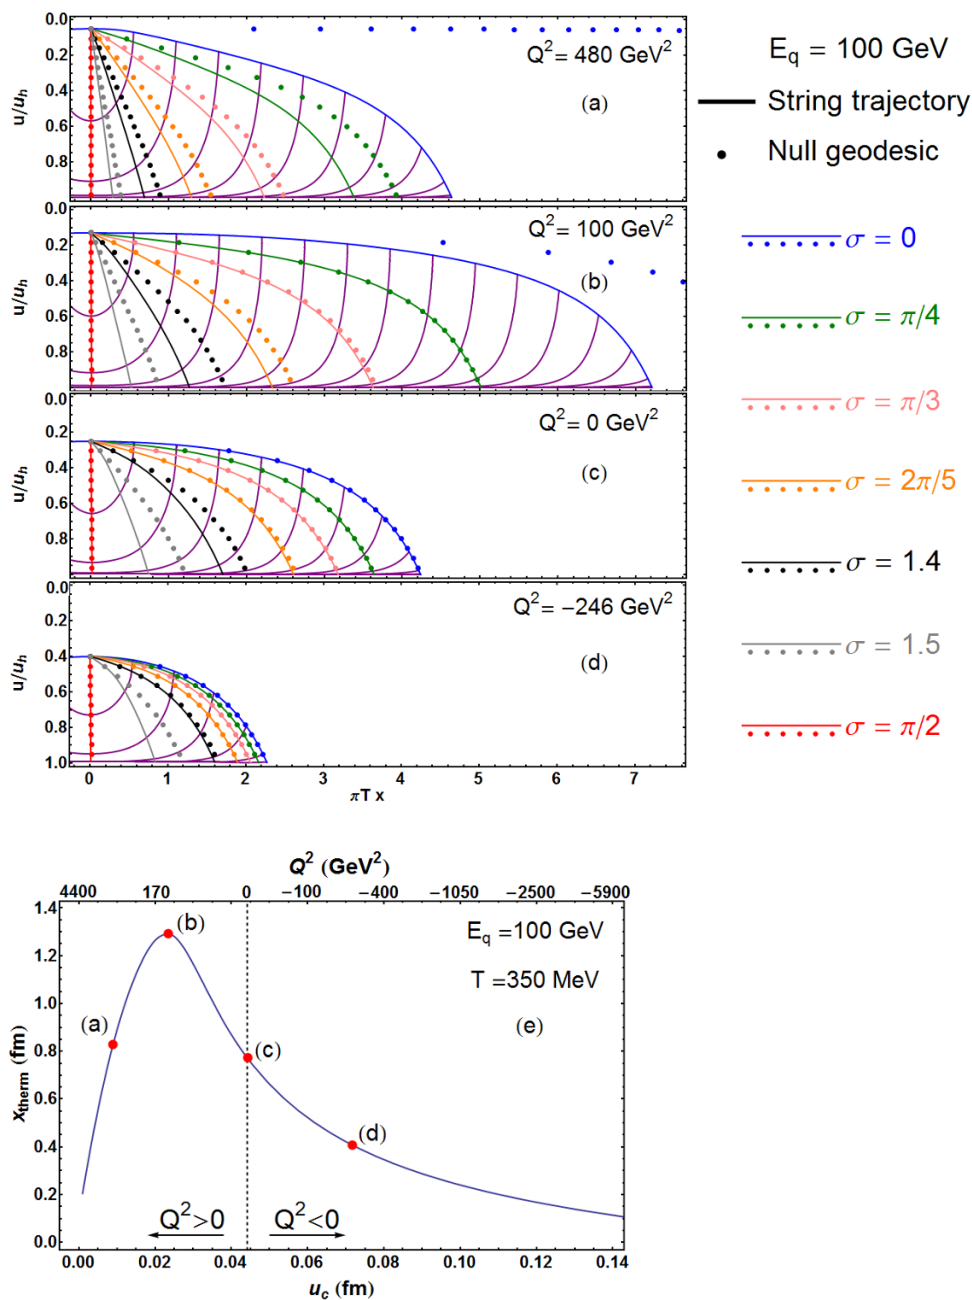 0.0
0.2
0.4
0.6
0.8
u/u_h
Q² = 480 GeV²
(a)
0.0
0.2
0.4
0.6
0.8
u/u_h
Q² = 100 GeV²
(b)
0.0
0.2
0.4
0.6
0.8
u/u_h
Q² = 0 GeV²
(c)
0.0
0.2
0.4
0.6
0.8
1.0
u/u_h
Q² = −246 GeV²
(d)
0 1 2 3 4 5 6 7
πT x
E_q = 100 GeV
String trajectory
Null geodesic
σ = 0
σ = π/4
σ = π/3
σ = 2π/5
σ = 1.4
σ = 1.5
σ = π/2
Q² (GeV²)
4400 170 0 −100 −400 −1050 −2500 −5900
1.4
1.2
1.0
0.8
0.6
0.4
0.2
0.0
x_therm (fm)
E_q =100 GeV
T =350 MeV
(e)
(a)
(b)
(c)
(d)
Q²>0
Q²<0
0.00 0.02 0.04 0.06 0.08 0.10 0.12 0.14
u_c (fm)